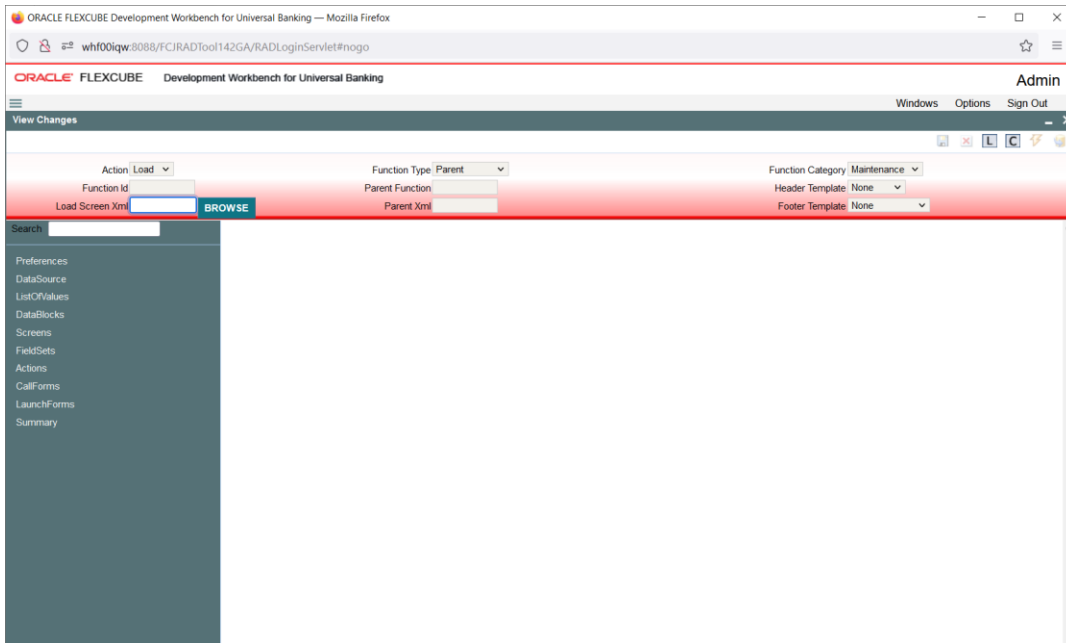 ORACLE FLEXCUBE Development Workbench for Universal Banking — Mozilla Firefox
whf00iqw:8088/FCJRADTool142GA/RADLoginServlet#nogo
ORACLE® FLEXCUBE Development Workbench for Universal Banking Admin
Windows Options Sign Out
View Changes
L C
Action Load Function Type Parent Function Category Maintenance
Function Id Parent Function Header Template None
Load Screen Xml BROWSE Parent Xml Footer Template None
Search
Preferences
DataSource
ListOfValues
DataBlocks
Screens
FieldSets
Actions
CallForms
LaunchForms
Summary